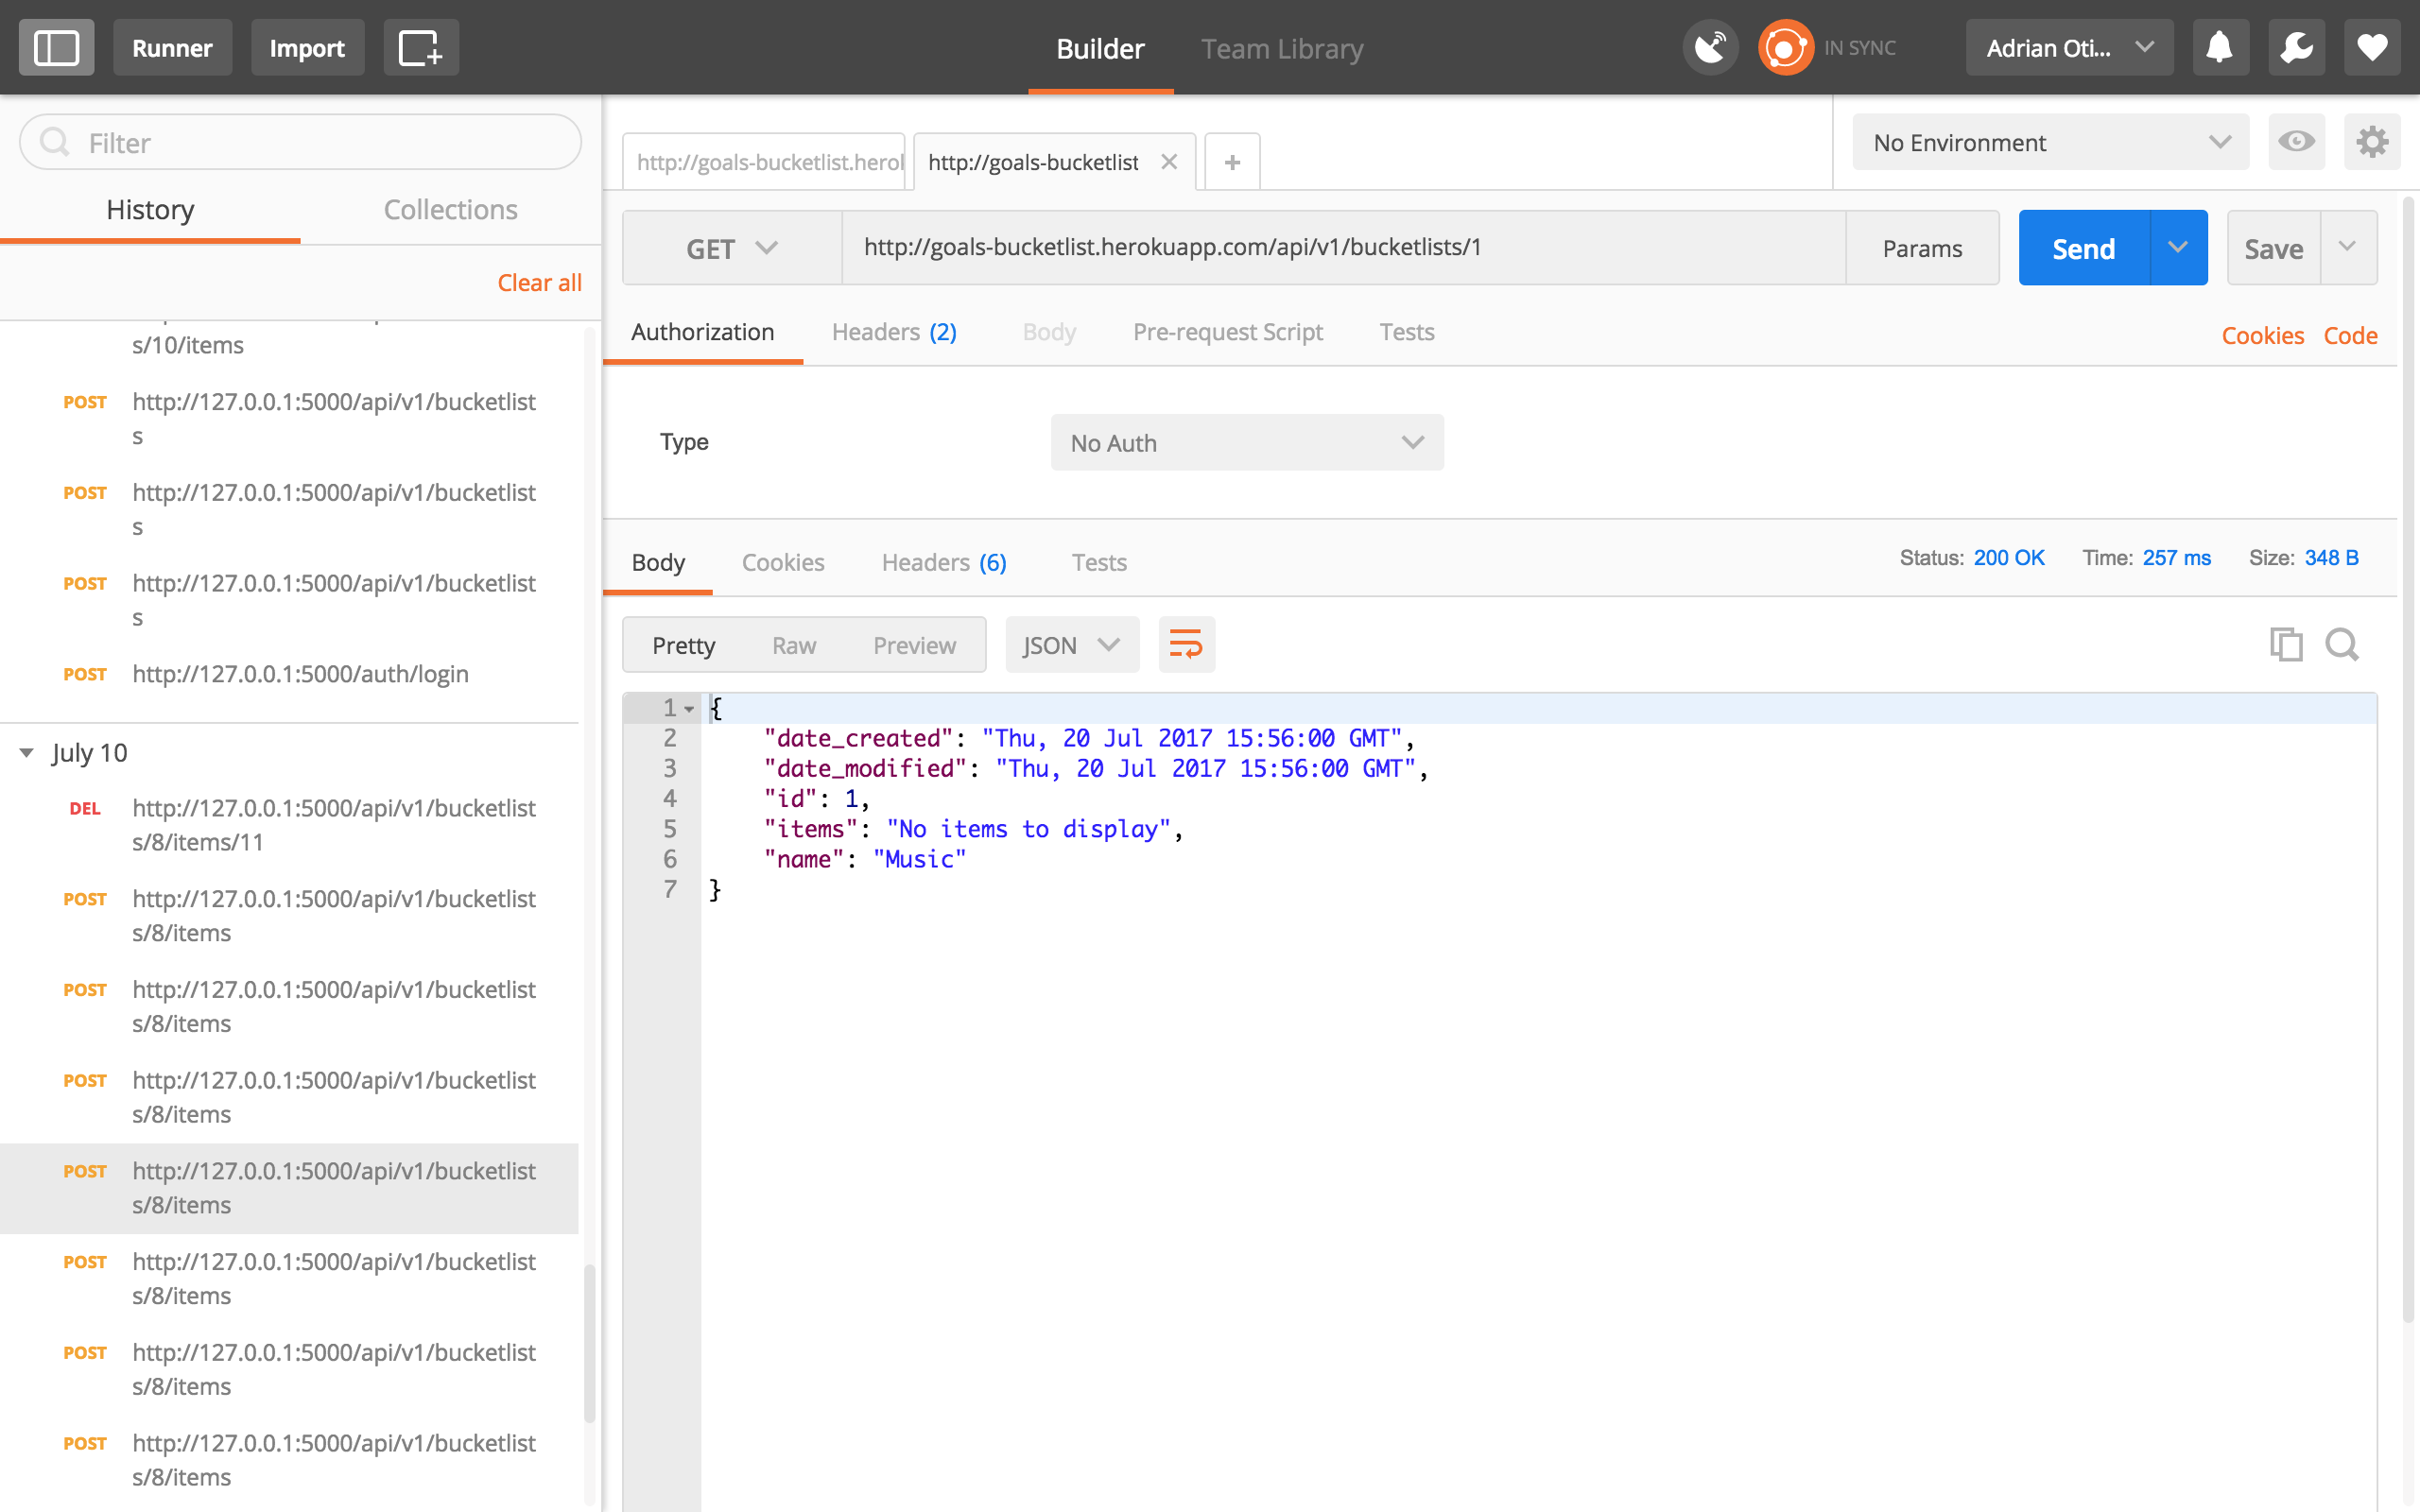 Runner
Import
Builder
Team Library
IN SYNC
Adrian Oti...
Filter
History
Collections
Clear all
s/10/items
POST http://127.0.0.1:5000/api/v1/bucketlist
s
POST http://127.0.0.1:5000/api/v1/bucketlist
s
POST http://127.0.0.1:5000/api/v1/bucketlist
s
POST http://127.0.0.1:5000/auth/login
July 10
DEL http://127.0.0.1:5000/api/v1/bucketlist
s/8/items/11
POST http://127.0.0.1:5000/api/v1/bucketlist
s/8/items
POST http://127.0.0.1:5000/api/v1/bucketlist
s/8/items
POST http://127.0.0.1:5000/api/v1/bucketlist
s/8/items
POST http://127.0.0.1:5000/api/v1/bucketlist
s/8/items
POST http://127.0.0.1:5000/api/v1/bucketlist
s/8/items
POST http://127.0.0.1:5000/api/v1/bucketlist
s/8/items
POST http://127.0.0.1:5000/api/v1/bucketlist
s/8/items
http://goals-bucketlist.herol
http://goals-bucketlist
No Environment
GET
http://goals-bucketlist.herokuapp.com/api/v1/bucketlists/1
Params
Send
Save
Authorization
Headers (2)
Body
Pre-request Script
Tests
Cookies
Code
Type
No Auth
Body
Cookies
Headers (6)
Tests
Status: 200 OK
Time: 257 ms
Size: 348 B
Pretty
Raw
Preview
JSON
1 {
2 "date_created": "Thu, 20 Jul 2017 15:56:00 GMT",
3 "date_modified": "Thu, 20 Jul 2017 15:56:00 GMT",
4 "id": 1,
5 "items": "No items to display",
6 "name": "Music"
7 }